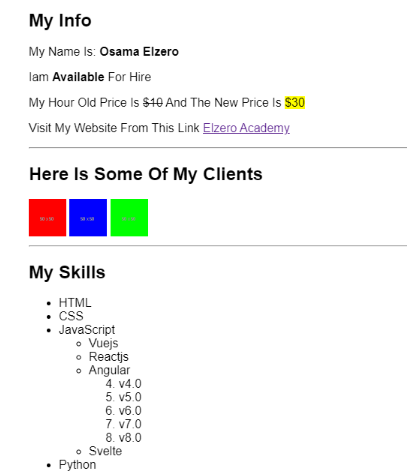 My Info
My Name Is: Osama Elzero
Iam Available For Hire
My Hour Old Price Is $10 And The New Price Is $30
Visit My Website From This Link Elzero Academy
Here Is Some Of My Clients
My Skills
HTML
CSS
JavaScript
Vuejs
Reactjs
Angular
4. v4.0
5. v5.0
6. v6.0
7. v7.0
8. v8.0
Svelte
Python